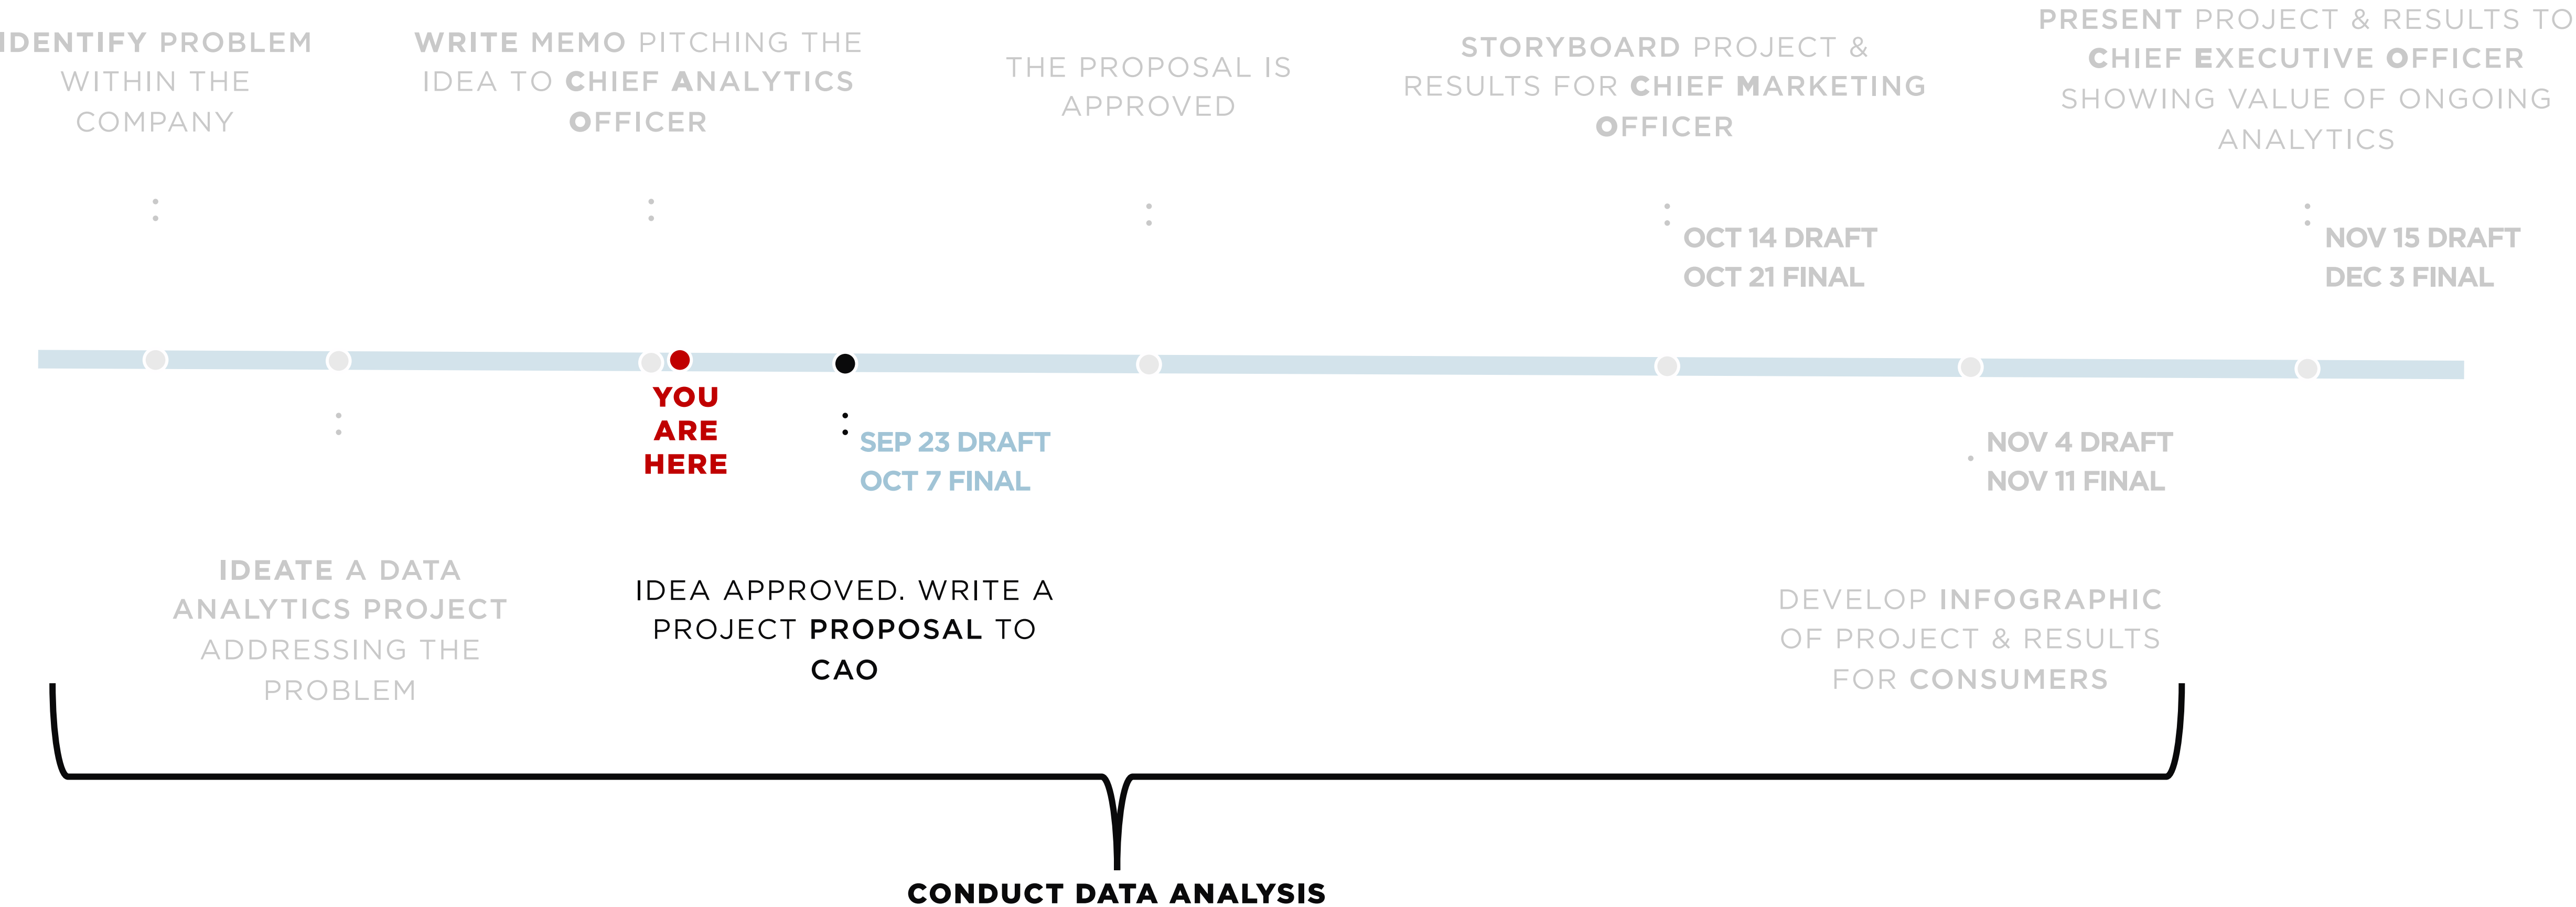 IDENTIFY PROBLEM
WITHIN THE
COMPANY
WRITE MEMO PITCHING THE
IDEA TO CHIEF ANALYTICS
OFFICER
THE PROPOSAL IS
APPROVED
STORYBOARD PROJECT &
RESULTS FOR CHIEF MARKETING
OFFICER
PRESENT PROJECT & RESULTS TO
CHIEF EXECUTIVE OFFICER
SHOWING VALUE OF ONGOING
ANALYTICS
OCT 14 DRAFT
OCT 21 FINAL
NOV 15 DRAFT
DEC 3 FINAL
YOU
ARE
HERE
SEP 23 DRAFT
OCT 7 FINAL
NOV 4 DRAFT
NOV 11 FINAL
IDEATE A DATA
ANALYTICS PROJECT
ADDRESSING THE
PROBLEM
IDEA APPROVED. WRITE A
PROJECT PROPOSAL TO
CAO
DEVELOP INFOGRAPHIC
OF PROJECT & RESULTS
FOR CONSUMERS
CONDUCT DATA ANALYSIS